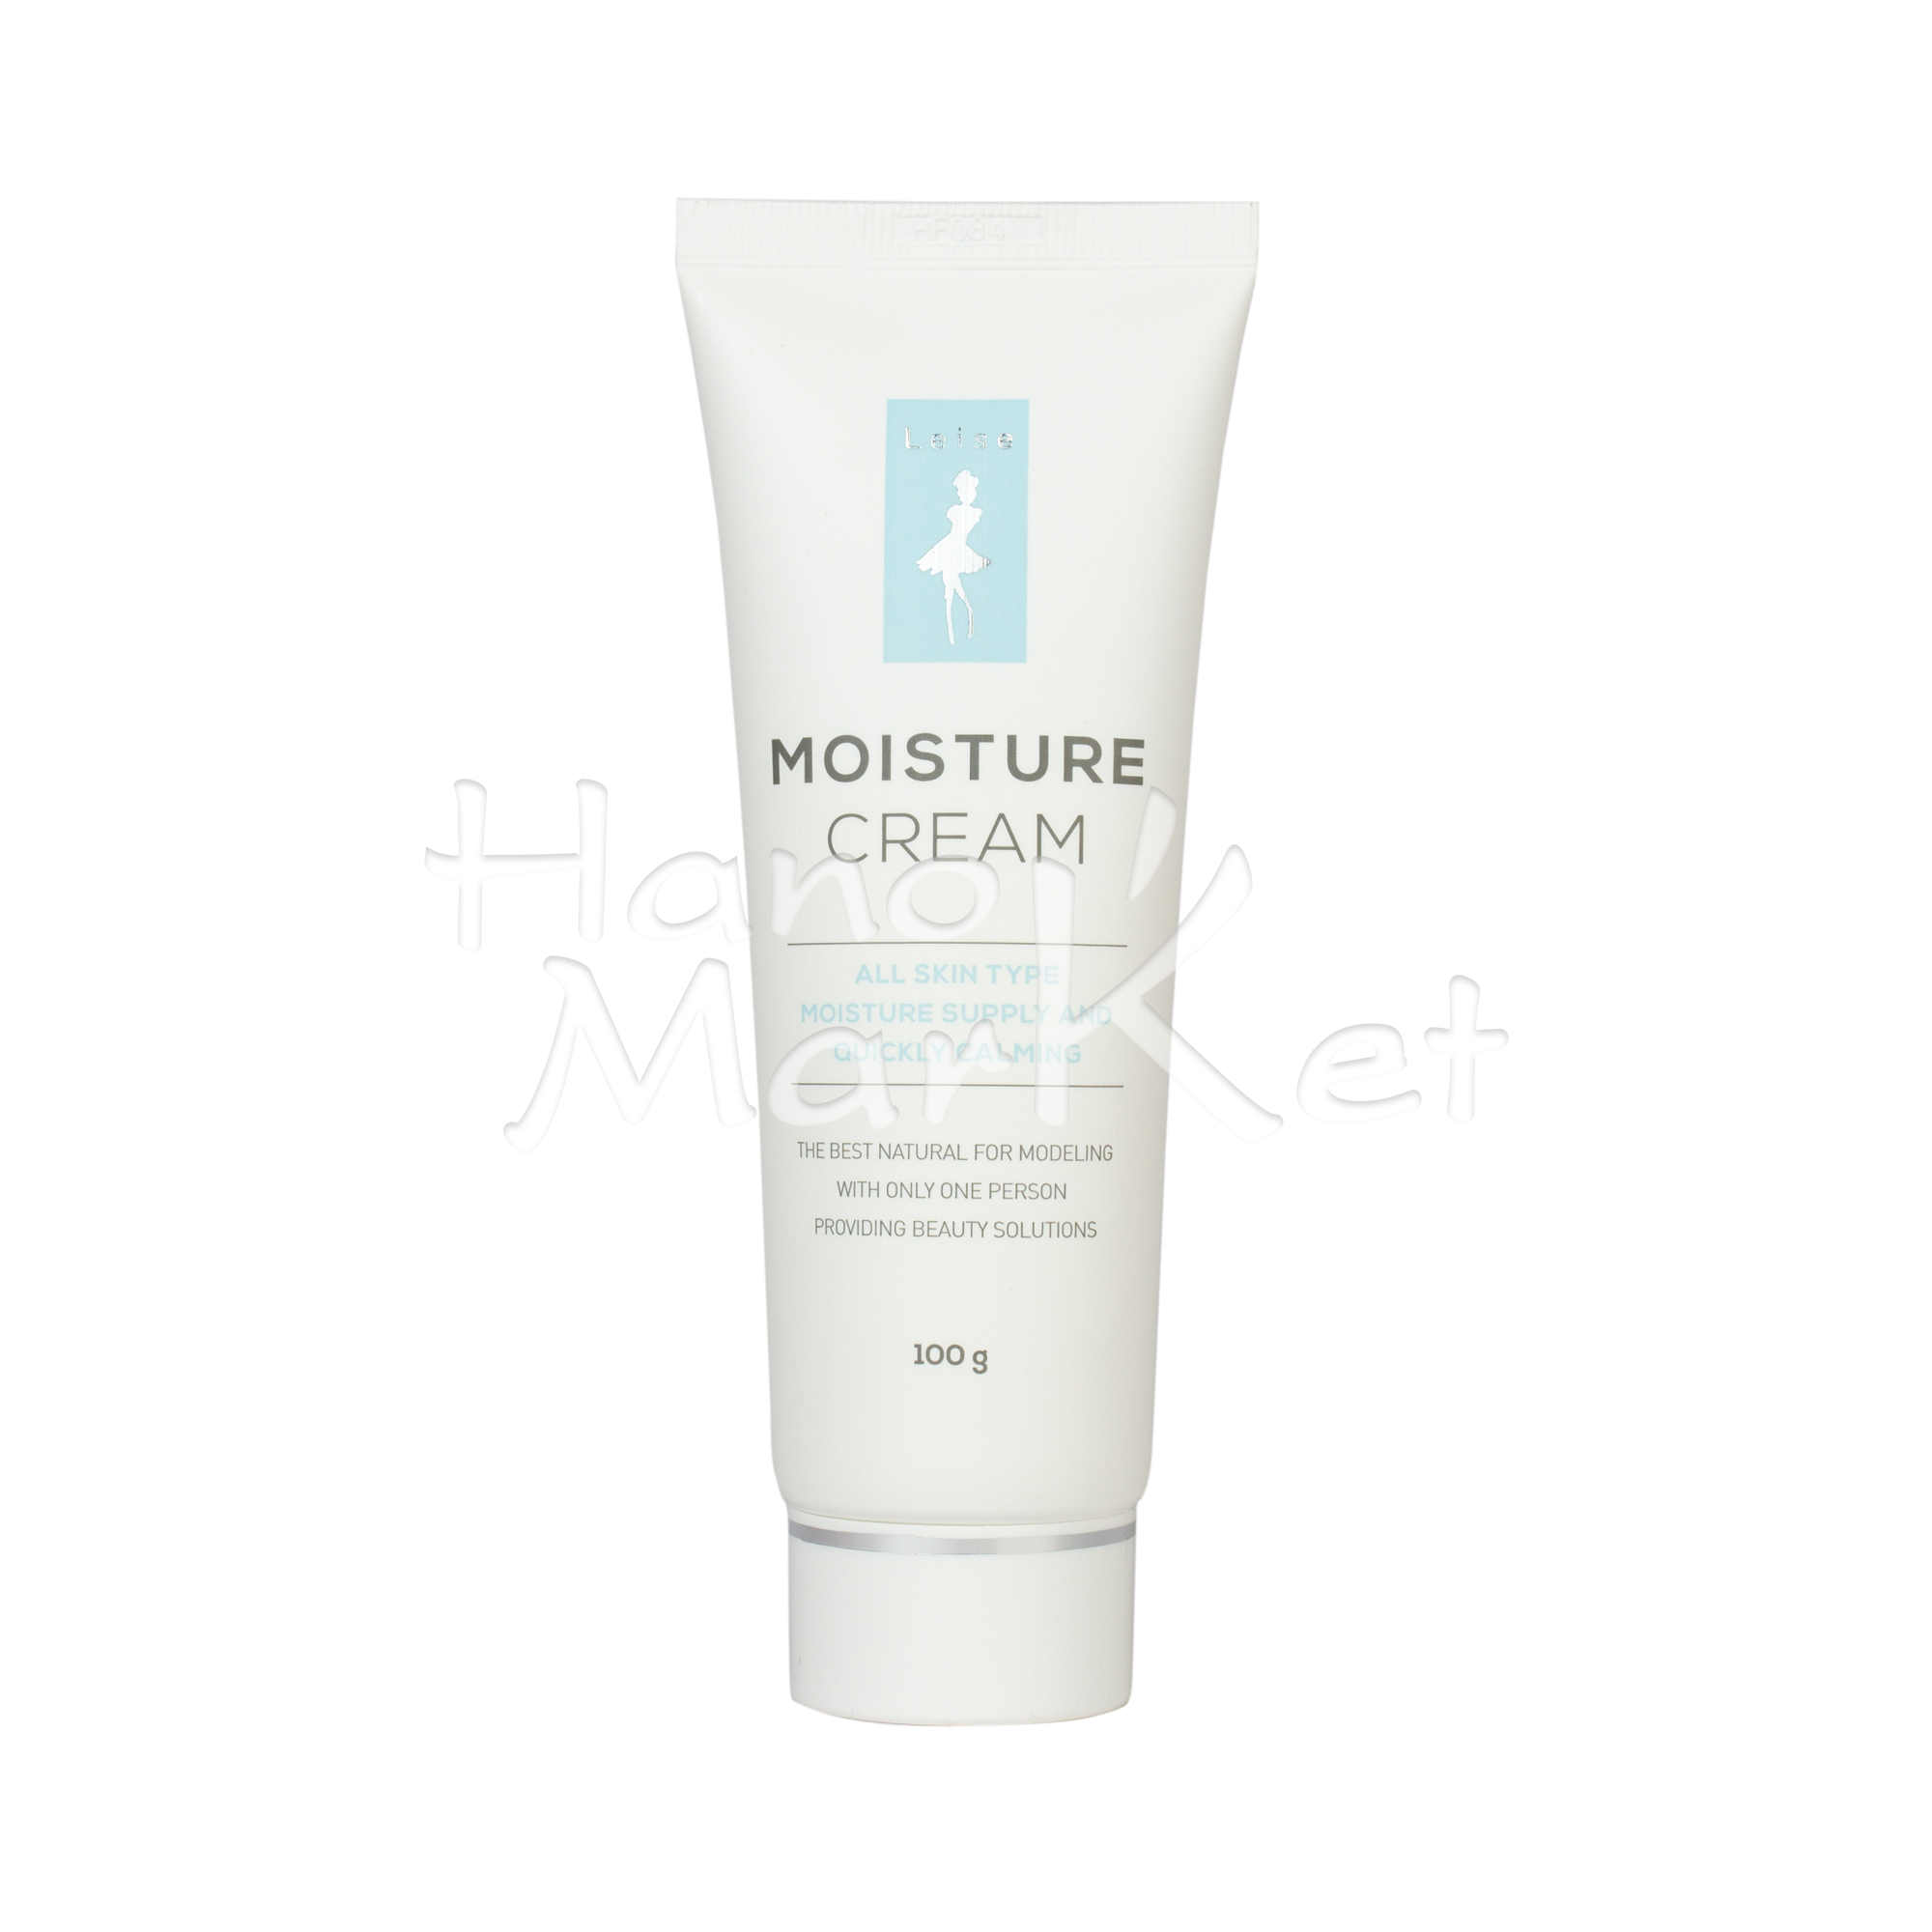 HF084
Leise
MOISTURE
CREAM
ALL SKIN TYPE
MOISTURE SUPPLY AND
QUICKLY CALMING
THE BEST NATURAL FOR MODELING
WITH ONLY ONE PERSON
PROVIDING BEAUTY SOLUTIONS
100 g
HanoK
MarKet